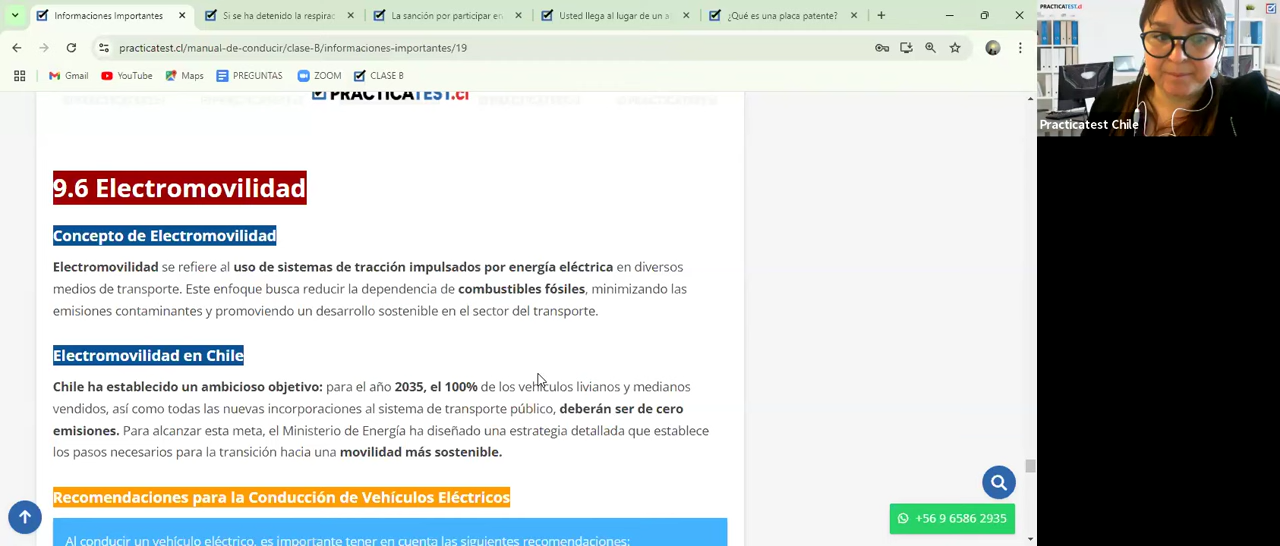 Informaciones Importantes
Si se ha detenido la respirac
La sanción por participar en
Usted llega al lugar de un a
¿Qué es una placa patente?
practicatest.cl/manual-de-conducir/clase-B/informaciones-importantes/19
Gmail
YouTube
Maps
PREGUNTAS
ZOOM
CLASE B
PRACTICATEST.cl
PRACTICATEST.cl
Practicatest Chile
9.6 Electromovilidad
Concepto de Electromovilidad
Electromovilidad se refiere al uso de sistemas de tracción impulsados por energía eléctrica en diversos
medios de transporte. Este enfoque busca reducir la dependencia de combustibles fósiles, minimizando las
emisiones contaminantes y promoviendo un desarrollo sostenible en el sector del transporte.
Electromovilidad en Chile
Chile ha establecido un ambicioso objetivo: para el año 2035, el 100% de los vehículos livianos y medianos
vendidos, así como todas las nuevas incorporaciones al sistema de transporte público, deberán ser de cero
emisiones. Para alcanzar esta meta, el Ministerio de Energía ha diseñado una estrategia detallada que establece
los pasos necesarios para la transición hacia una movilidad más sostenible.
Recomendaciones para la Conducción de Vehículos Eléctricos
+56 9 6586 2935
Al conducir un vehículo eléctrico, es importante tener en cuenta las siguientes recomendaciones: